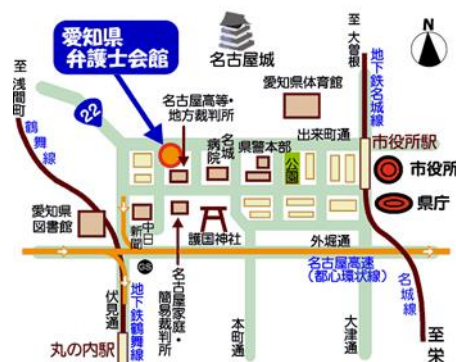 愛知県
弁護士会館
名古屋城
至大曽根
地下鉄名城線
N
至浅間町
鶴舞線
22
名古屋高等・
地方裁判所
愛知県体育館
名城
病院
県警本部
出来町通
公園
市役所駅
市役所
県庁
愛知県
図書館
中日
新聞
護国神社
外堀通
名古屋高速
(都心環状線)
GS
名古屋家庭・
簡易裁判所
伏見通
地下鉄鶴舞線
丸の内駅
本町通
大津通
名城線
至栄